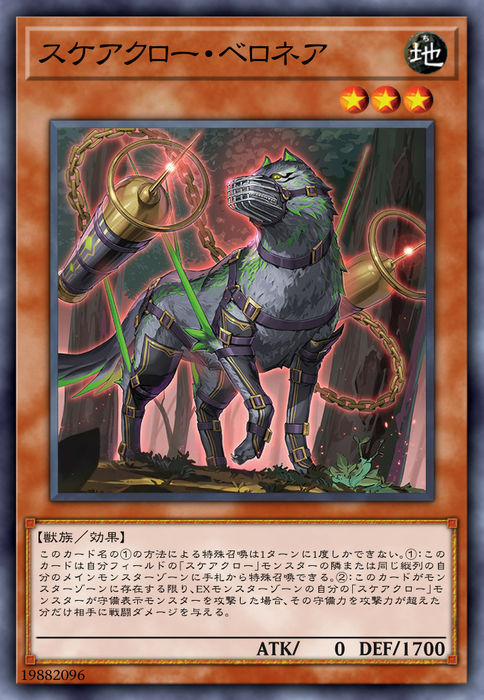 スケアクロー・ベロネア
ち
地
【獣族／効果】
このカード名の①の方法による特殊召喚は1ターンに1度しかできない。①：この
カードは自分フィールドの「スケアクロー」モンスターの隣または同じ縦列の自
分のメインモンスターゾーンに手札から特殊召喚できる。②：このカードがモン
スターゾーンに存在する限り、EXモンスターゾーンの自分の「スケアクロー」モ
ンスターが守備表示モンスターを攻撃した場合、その守備力を攻撃力が超えた
分だけ相手に戦闘ダメージを与える。
ATK/ 0 DEF/1700
19882096